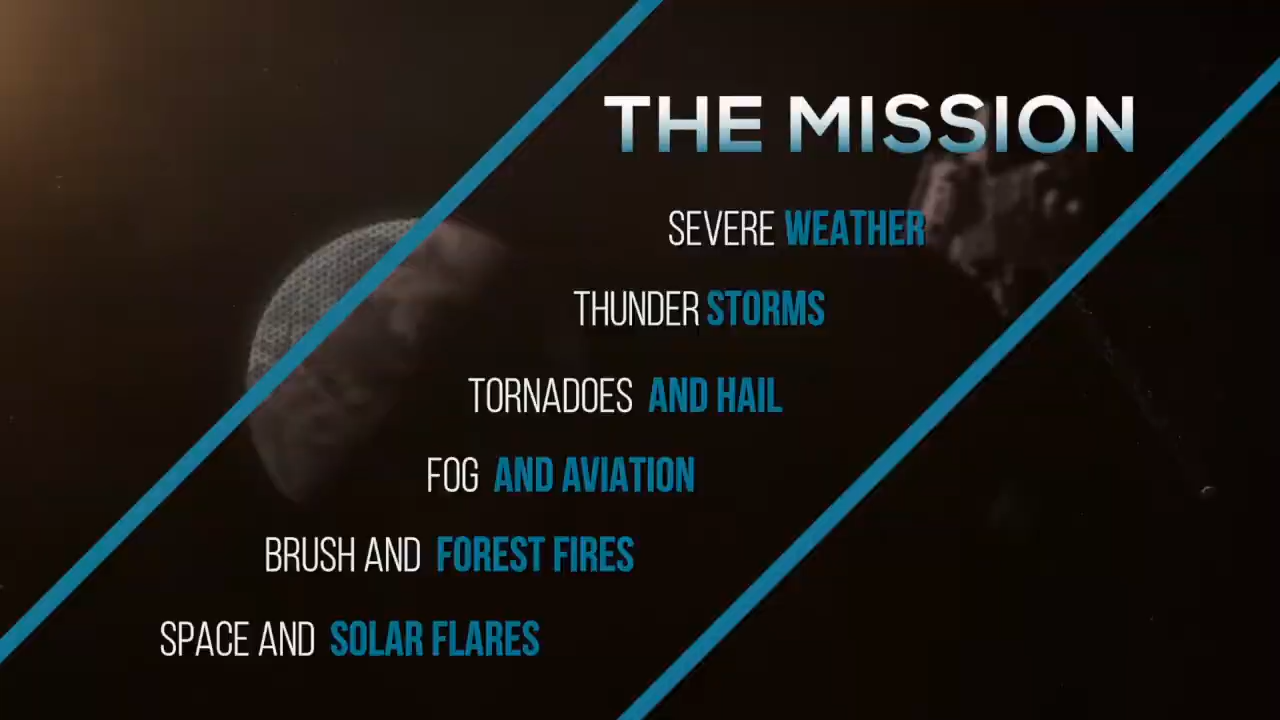 THE MISSION
SEVERE WEATHER
THUNDER STORMS
TORNADOES AND HAIL
FOG AND AVIATION
BRUSH AND FOREST FIRES
SPACE AND SOLAR FLARES